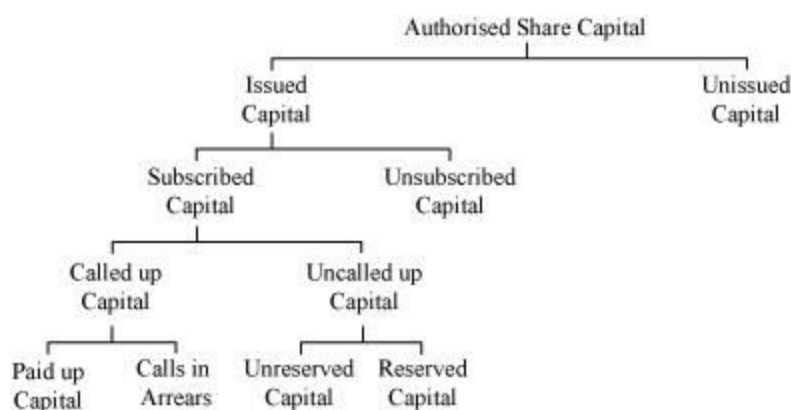 Authorised Share Capital
Issued
Capital
Unissued
Capital
Subscribed
Capital
Unsubscribed
Capital
Called up
Capital
Uncalled up
Capital
Paid up
Capital
Calls in
Arrears
Unreserved
Capital
Reserved
Capital